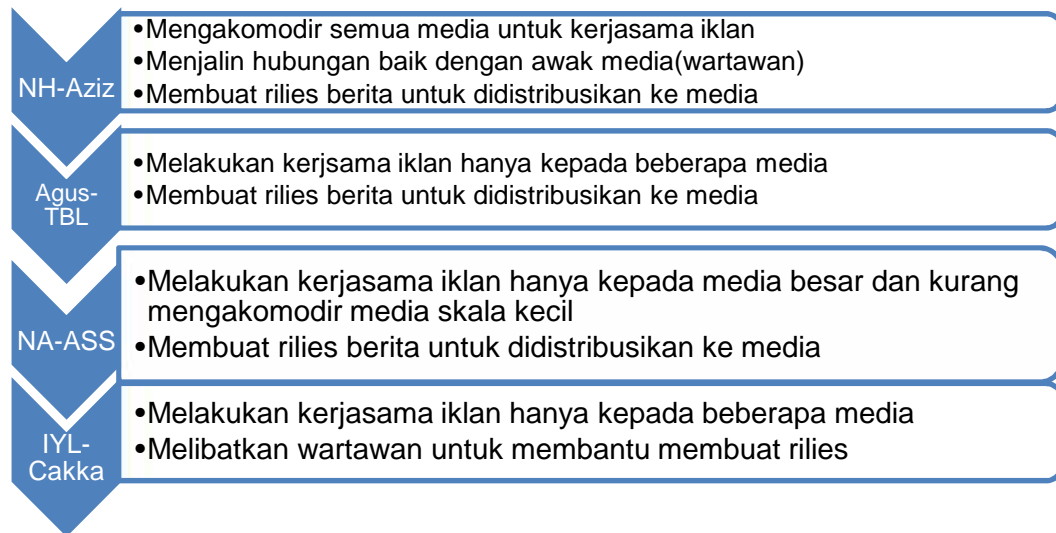 NH-Aziz
•Mengakomodir semua media untuk kerjasama iklan
•Menjalin hubungan baik dengan awak media(wartawan)
•Membuat rilies berita untuk didistribusikan ke media
Agus-
TBL
•Melakukan kerjsama iklan hanya kepada beberapa media
•Membuat rilies berita untuk didistribusikan ke media
NA-ASS
•Melakukan kerjasama iklan hanya kepada media besar dan kurang
mengakomodir media skala kecil
•Membuat rilies berita untuk didistribusikan ke media
IYL-
Cakka
•Melakukan kerjasama iklan hanya kepada beberapa media
•Melibatkan wartawan untuk membantu membuat rilies